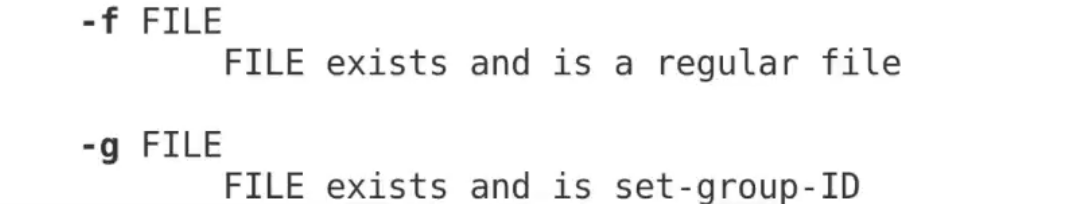 -f FILE
FILE exists and is a regular file
-g FILE
FILE exists and is set-group-ID